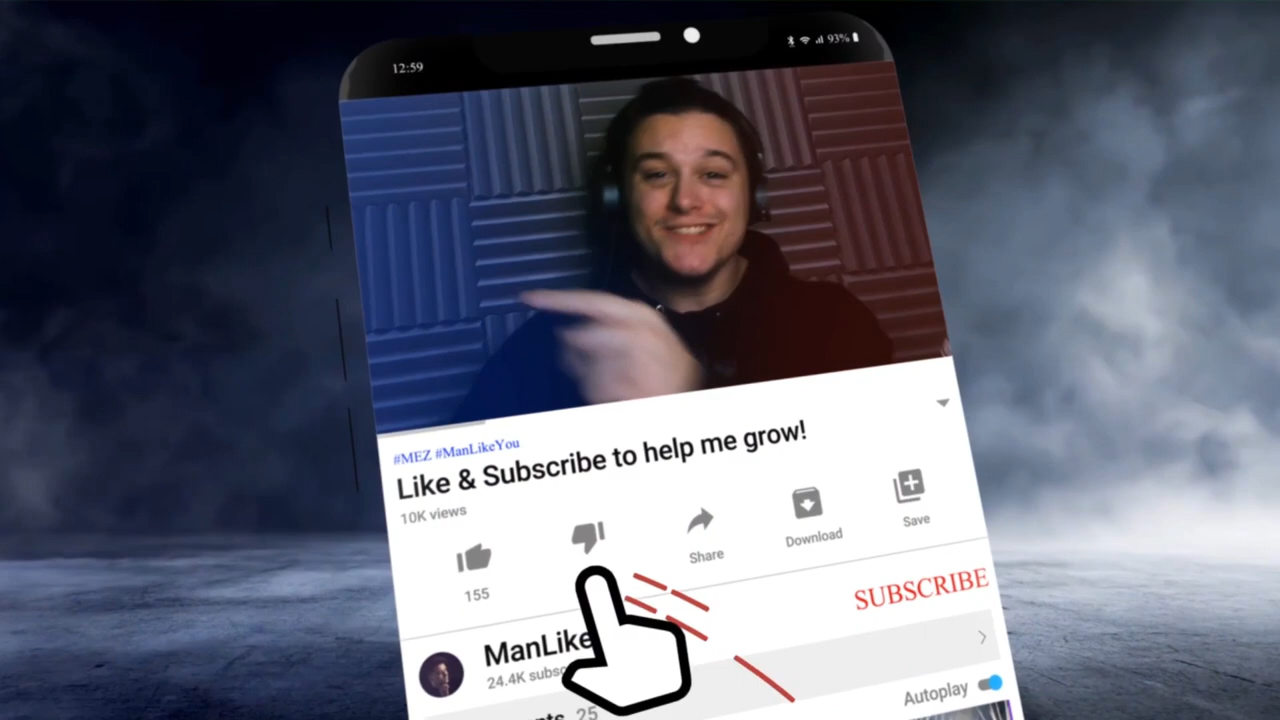 12:59
93%
#MEZ #ManLikeYou
Like & Subscribe to help me grow!
10K views
155
Share
Download
Save
SUBSCRIBE
ManLike
24.4K
25
Autoplay